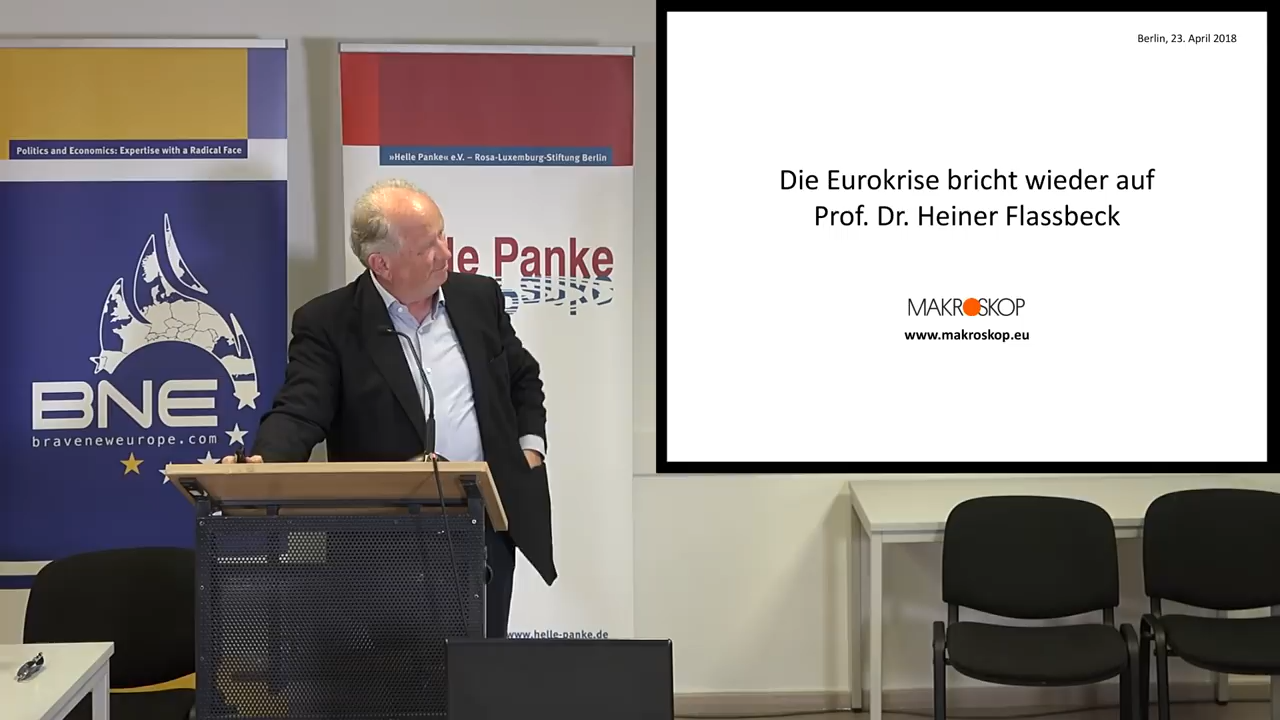 Politics and Economics: Expertise with a Radical Face
BNE
braveneweurope.com
»Helle Panke« e.V. – Rosa-Luxemburg-Stiftung Berlin
le Panke
www.helle-panke.de
Berlin, 23. April 2018
Die Eurokrise bricht wieder auf
Prof. Dr. Heiner Flassbeck
MAKROSKOP
www.makroskop.eu